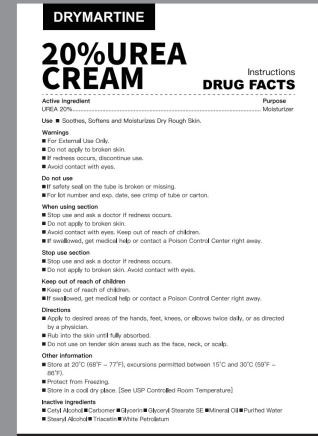 DRYMARTINE
20%UREA
CREAM
Instructions
DRUG FACTS
Active ingredient Purpose
UREA 20%........................................................................ Moisturizer
Use ■ Soothes, Softens and Moisturizes Dry Rough Skin.
Warnings
■ For External Use Only.
■ Do not apply to broken skin.
■ If redness occurs, discontinue use.
■ Avoid contact with eyes.
Do not use
■ If safety seal on the tube is broken or missing.
■ For liot number and exp. date, see crimp of tube or carton.
When using section
■ Stop use and ask a doctor if redness occurs.
■ Do not apply to broken skin.
■ Avoid contact with eyes. Keep out of reach of children.
■ If swallowed, get medical help or contact a Poison Control Center right away.
Stop use section
■ Stop use and ask a doctor if redness occurs.
■ Do not apply to broken skin. Avoid contact with eyes.
Keep out of reach of children
■ Keep out of reach of children.
■ If swallowed, get medical help or contact a Poison Control Center right away.
Directions
■ Apply to desired areas of the hands, feet, knees, or elbows twice daily, or as directed
by a physician.
■ Rub into the skin until fully absorbed.
■ Do not use on tender skin areas such as the face, neck, or scalp.
Other information
■ Store at 20°C (68°F – 77°F), excursions permitted between 15°C and 30°C (59°F –
86°F).
■ Protect from Freezing.
■ Store in a cool dry place. [See USP Controlled Room Temperature]
Inactive ingredients
■ Cetyl Alcohol ■ Carbomer ■ Glycerin ■ Glyceryl Stearate SE ■ Mineral Oil ■ Purified Water
■ Stearyl Alcohol ■ Triacetin ■ White Petrolatum